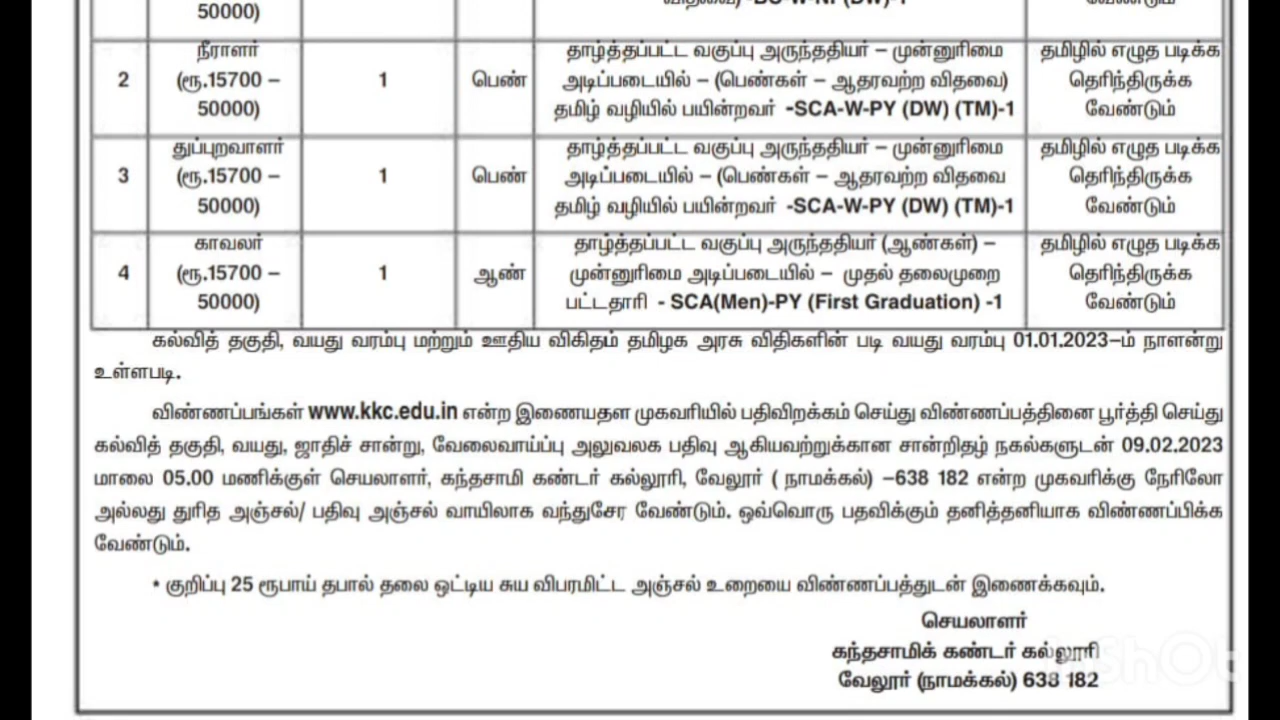 50000)
விதவை) -BC-W-NP(DW)-1
வேண்டும்
2
நீராளர்
(ரூ.15700 –
50000)
1
பெண்
தாழ்த்தப்பட்ட வகுப்பு அருந்ததியர் – முன்னுரிமை
அடிப்படையில் – (பெண்கள் – ஆதரவற்ற விதவை)
தமிழ் வழியில் பயின்றவர் -SCA-W-PY (DW) (TM)-1
தமிழில் எழுத படிக்க
தெரிந்திருக்க
வேண்டும்
3
துப்புறவாளர்
(ரூ.15700 –
50000)
1
பெண்
தாழ்த்தப்பட்ட வகுப்பு அருந்ததியர் – முன்னுரிமை
அடிப்படையில் – (பெண்கள் – ஆதரவற்ற விதவை
தமிழ் வழியில் பயின்றவர் -SCA-W-PY (DW) (TM)-1
தமிழில் எழுத படிக்க
தெரிந்திருக்க
வேண்டும்
4
காவலர்
(ரூ.15700 –
50000)
1
ஆண்
தாழ்த்தப்பட்ட வகுப்பு அருந்ததியர் (ஆண்கள்) –
முன்னுரிமை அடிப்படையில் – முதல் தலைமுறை
பட்டதாரி - SCA(Men)-PY (First Graduation) -1
தமிழில் எழுத படிக்க
தெரிந்திருக்க
வேண்டும்
கல்வித் தகுதி, வயது வரம்பு மற்றும் ஊதிய விகிதம் தமிழக அரசு விதிகளின் படி வயது வரம்பு 01.01.2023–ம் நாளன்று
உள்ளபடி.
விண்ணப்பங்கள் www.kkc.edu.in என்ற இணையதள முகவரியில் பதிவிறக்கம் செய்து விண்ணப்பத்தினை பூர்த்தி செய்து
கல்வித் தகுதி, வயது, ஜாதிச் சான்று, வேலைவாய்ப்பு அலுவலக பதிவு ஆகியவற்றுக்கான சான்றிதழ் நகல்களுடன் 09.02.2023
மாலை 05.00 மணிக்குள் செயலாளர், கந்தசாமி கண்டர் கல்லூரி, வேலூர் ( நாமக்கல்) –638 182 என்ற முகவரிக்கு நேரிலோ
அல்லது துரித அஞ்சல்/ பதிவு அஞ்சல் வாயிலாக வந்துசேர வேண்டும். ஒவ்வொரு பதவிக்கும் தனித்தனியாக விண்ணப்பிக்க
வேண்டும்.
* குறிப்பு 25 ரூபாய் தபால் தலை ஒட்டிய சுய விபரமிட்ட அஞ்சல் உறையை விண்ணப்பத்துடன் இணைக்கவும்.
செயலாளர்
கந்தசாமிக் கண்டர் கல்லூரி
வேலூர் (நாமக்கல்) 638 182
InShOt